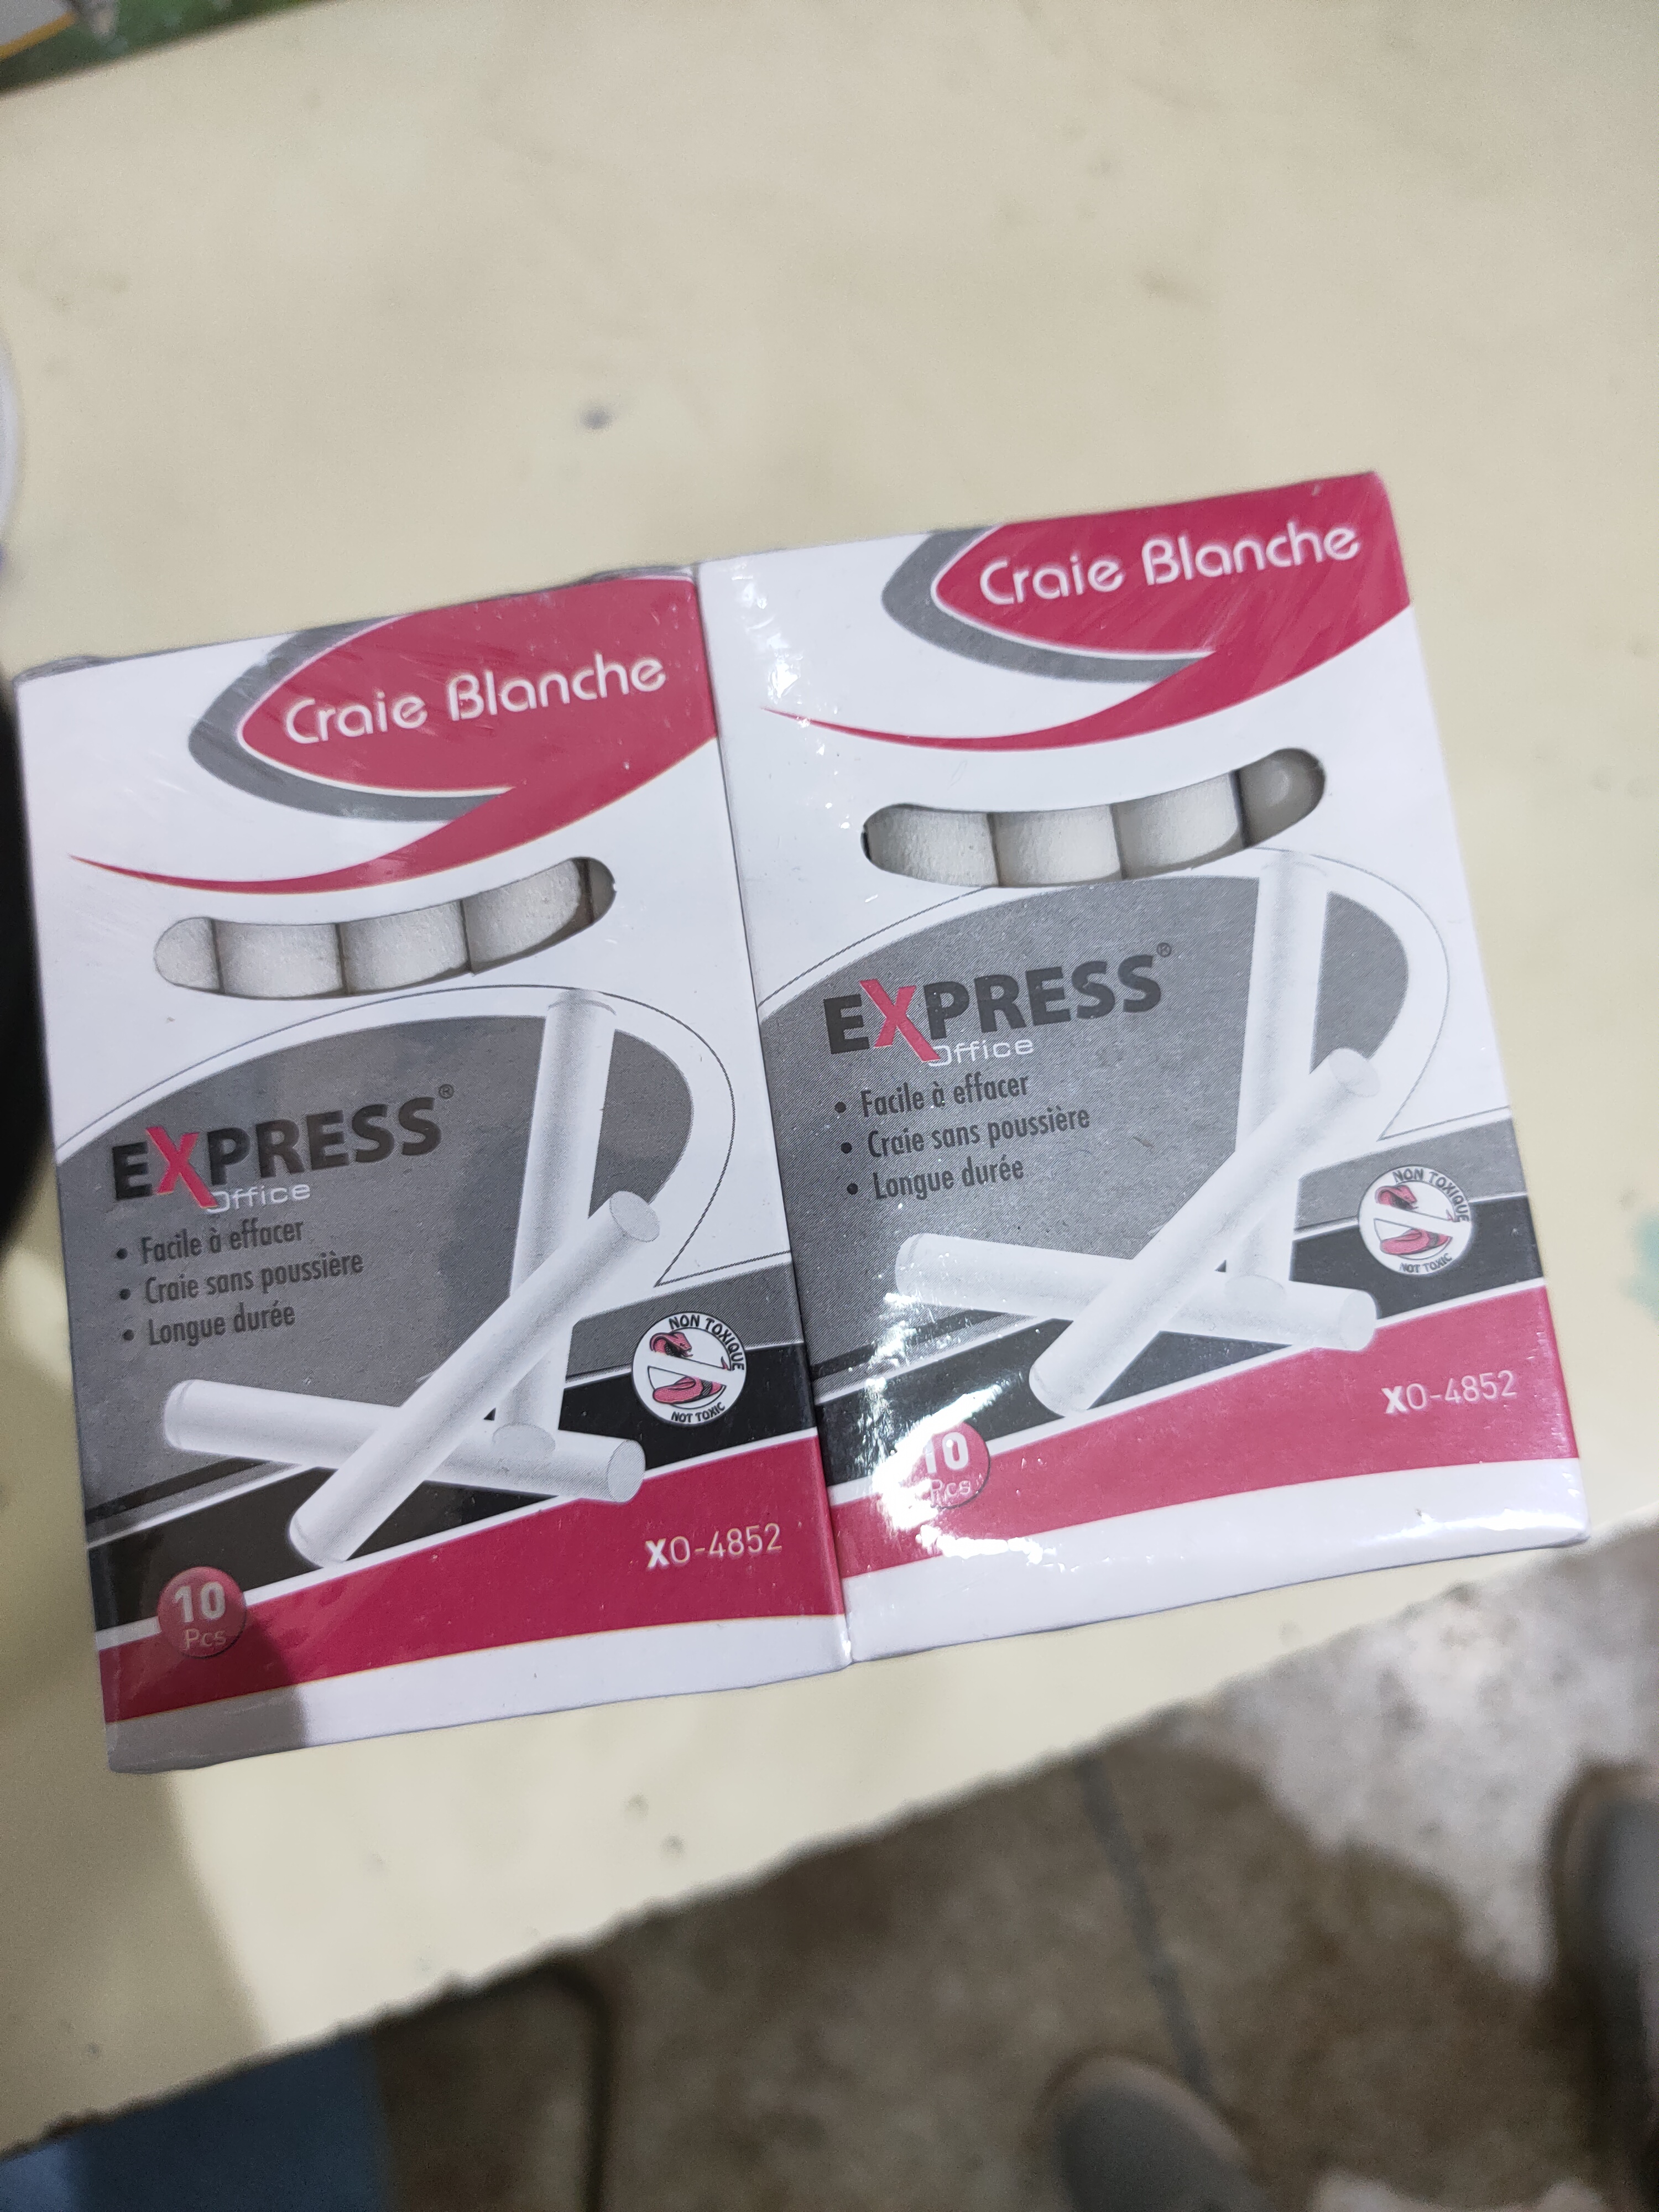 Craie Blanche
EXPRESS®
Office
• Facile à effacer
• Craie sans poussière
• Longue durée
NON TOXIQUE
NOT TOXIC
XO-4852
10
Pcs
Craie Blanche
EXPRESS®
Office
• Facile à effacer
• Craie sans poussière
• Longue durée
NON TOXIQUE
NOT TOXIC
XO-4852
10
Pcs